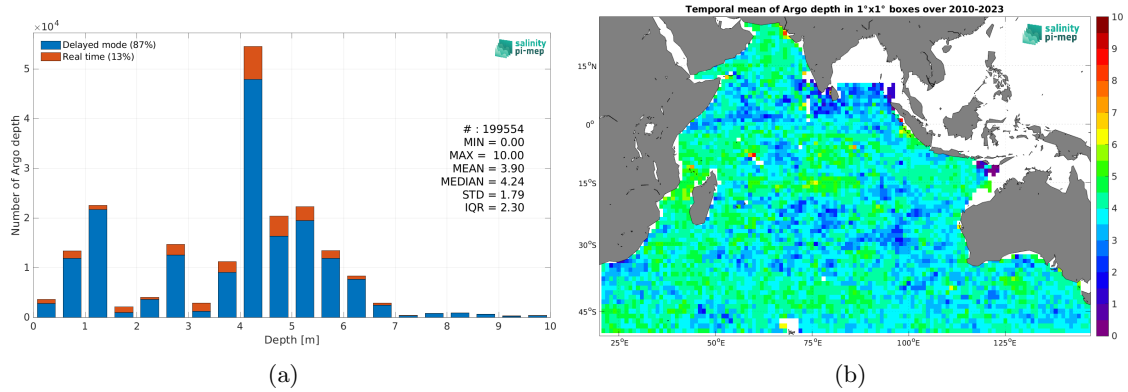 ×10⁴
Delayed mode (87%)
Real time (13%)
salinity
pi-mep
5
4
3
2
1
0
Number of Argo depth
# : 199554
MIN = 0.00
MAX = 10.00
MEAN = 3.90
MEDIAN = 4.24
STD = 1.79
IQR = 2.30
0 1 2 3 4 5 6 7 8 9 10
Depth [m]
(a)
Temporal mean of Argo depth in 1°x1° boxes over 2010-2023
salinity
pi-mep
15°N
0°
15°S
30°S
45°S
25°E 50°E 75°E 100°E 125°E
10
9
8
7
6
5
4
3
2
1
0
(b)